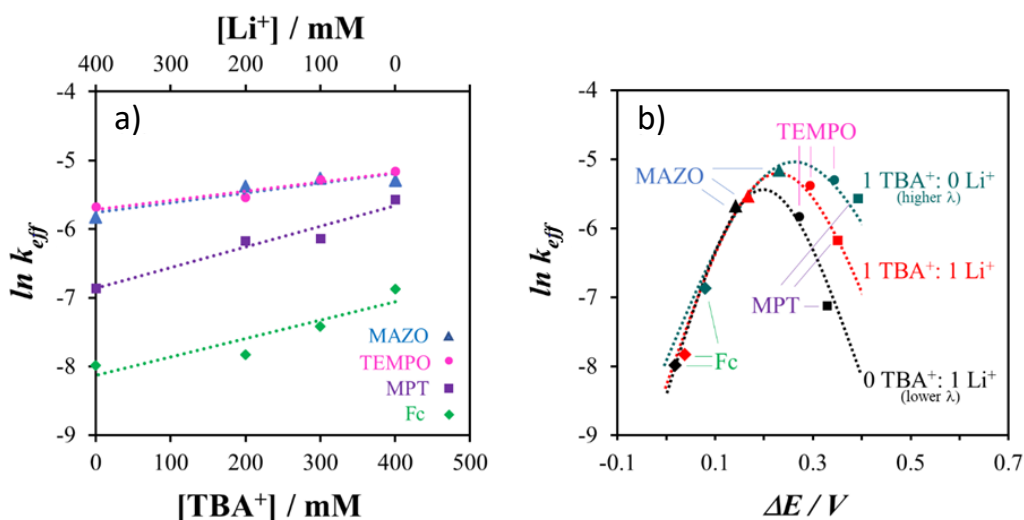 [Li⁺] / mM
400 300 200 100 0
a)
ln k_eff
-4
-5
-6
-7
-8
-9
MAZO
TEMPO
MPT
Fc
0 100 200 300 400 500
[TBA⁺] / mM
b)
ln k_eff
-4
-5
-6
-7
-8
-9
TEMPO
MAZO
1 TBA⁺: 0 Li⁺
(higher λ)
1 TBA⁺: 1 Li⁺
MPT
Fc
0 TBA⁺: 1 Li⁺
(lower λ)
-0.1 0.1 0.3 0.5 0.7
ΔE / V